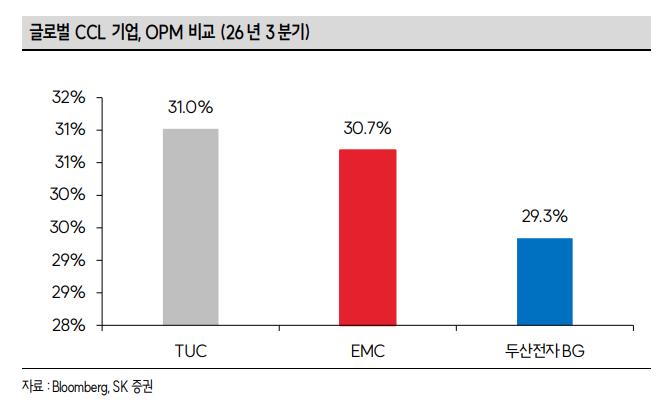 글로벌 CCL 기업, OPM 비교 (26년 3분기)
32%
31%
31%
30%
30%
29%
29%
28%
31.0%
30.7%
29.3%
TUC
EMC
두산전자BG
자료 : Bloomberg, SK 증권